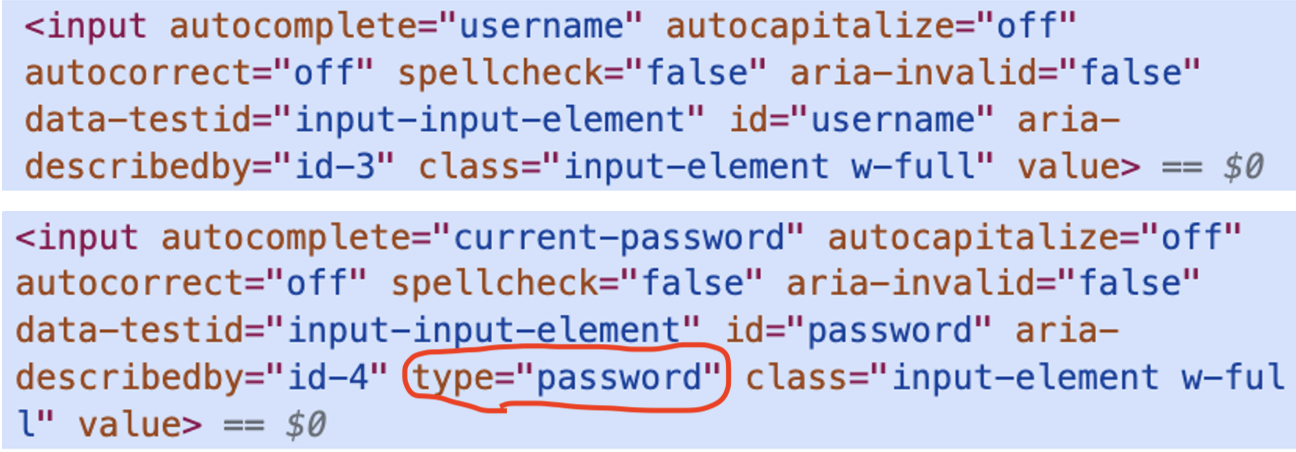 <input autocomplete="username" autocapitalize="off"
autocorrect="off" spellcheck="false" aria-invalid="false"
data-testid="input-input-element" id="username" aria-
describedby="id-3" class="input-element w-full" value> == $0
<input autocomplete="current-password" autocapitalize="off"
autocorrect="off" spellcheck="false" aria-invalid="false"
data-testid="input-input-element" id="password" aria-
describedby="id-4" type="password" class="input-element w-ful
l" value> == $0